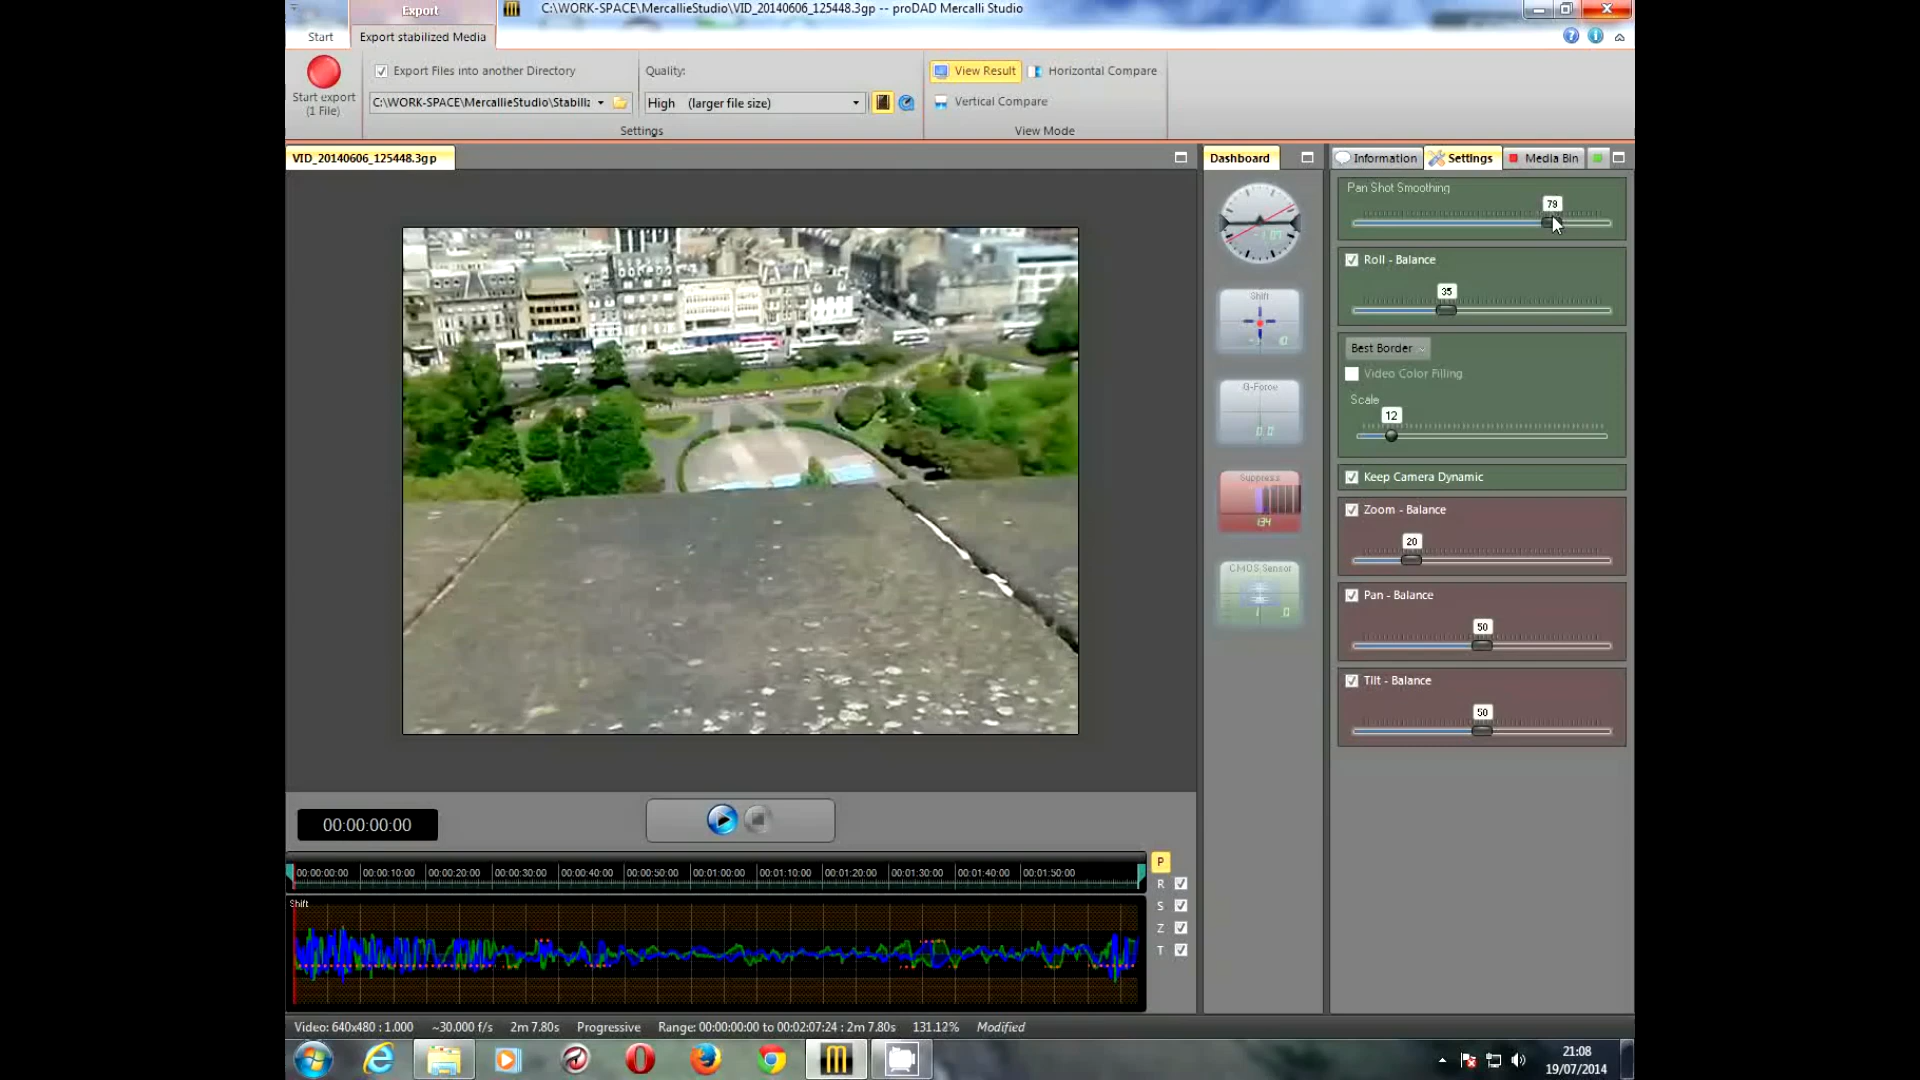 Export
C:\WORK-SPACE\MercallieStudio\VID_20140606_125448.3gp -- proDAD Mercalli Studio
Start
Export stabilized Media
Export Files into another Directory
Quality:
View Result
Horizontal Compare
Start export
(1 File)
C:\WORK-SPACE\MercallieStudio\Stabili:
High (larger file size)
Vertical Compare
Settings
View Mode
VID_20140606_125448.3gp
Dashboard
Information
Settings
Media Bin
Pan Shot Smoothing
79
Roll - Balance
35
Shift
Best Border
Video Color Filling
Scale
12
G-Force
0.0
Keep Camera Dynamic
Suppress
134
Zoom - Balance
20
CMOS Sensor
1 0
Pan - Balance
50
Tilt - Balance
50
00:00:00:00
00:00:00:00 00:00:10:00 00:00:20:00 00:00:30:00 00:00:40:00 00:00:50:00 00:01:00:00 00:01:10:00 00:01:20:00 00:01:30:00 00:01:40:00 00:01:50:00
P
R
S
Z
T
Shift
Video: 640x480 : 1.000 ~30.000 f/s 2m 7.80s Progressive Range: 00:00:00:00 to 00:02:07:24 : 2m 7.80s 131.12% Modified
21:08
19/07/2014